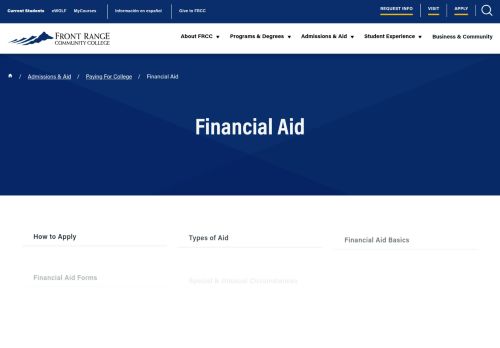 Current Students eWOLF MyCourses Información en español Give to FRCC REQUEST INFO VISIT APPLY
FRONT RANGE
COMMUNITY COLLEGE
About FRCC Programs & Degrees Admissions & Aid Student Experience Business & Community
/ Admissions & Aid / Paying For College / Financial Aid
Financial Aid
How to Apply
Types of Aid
Financial Aid Basics
Financial Aid Forms
Special & Unusual Circumstances